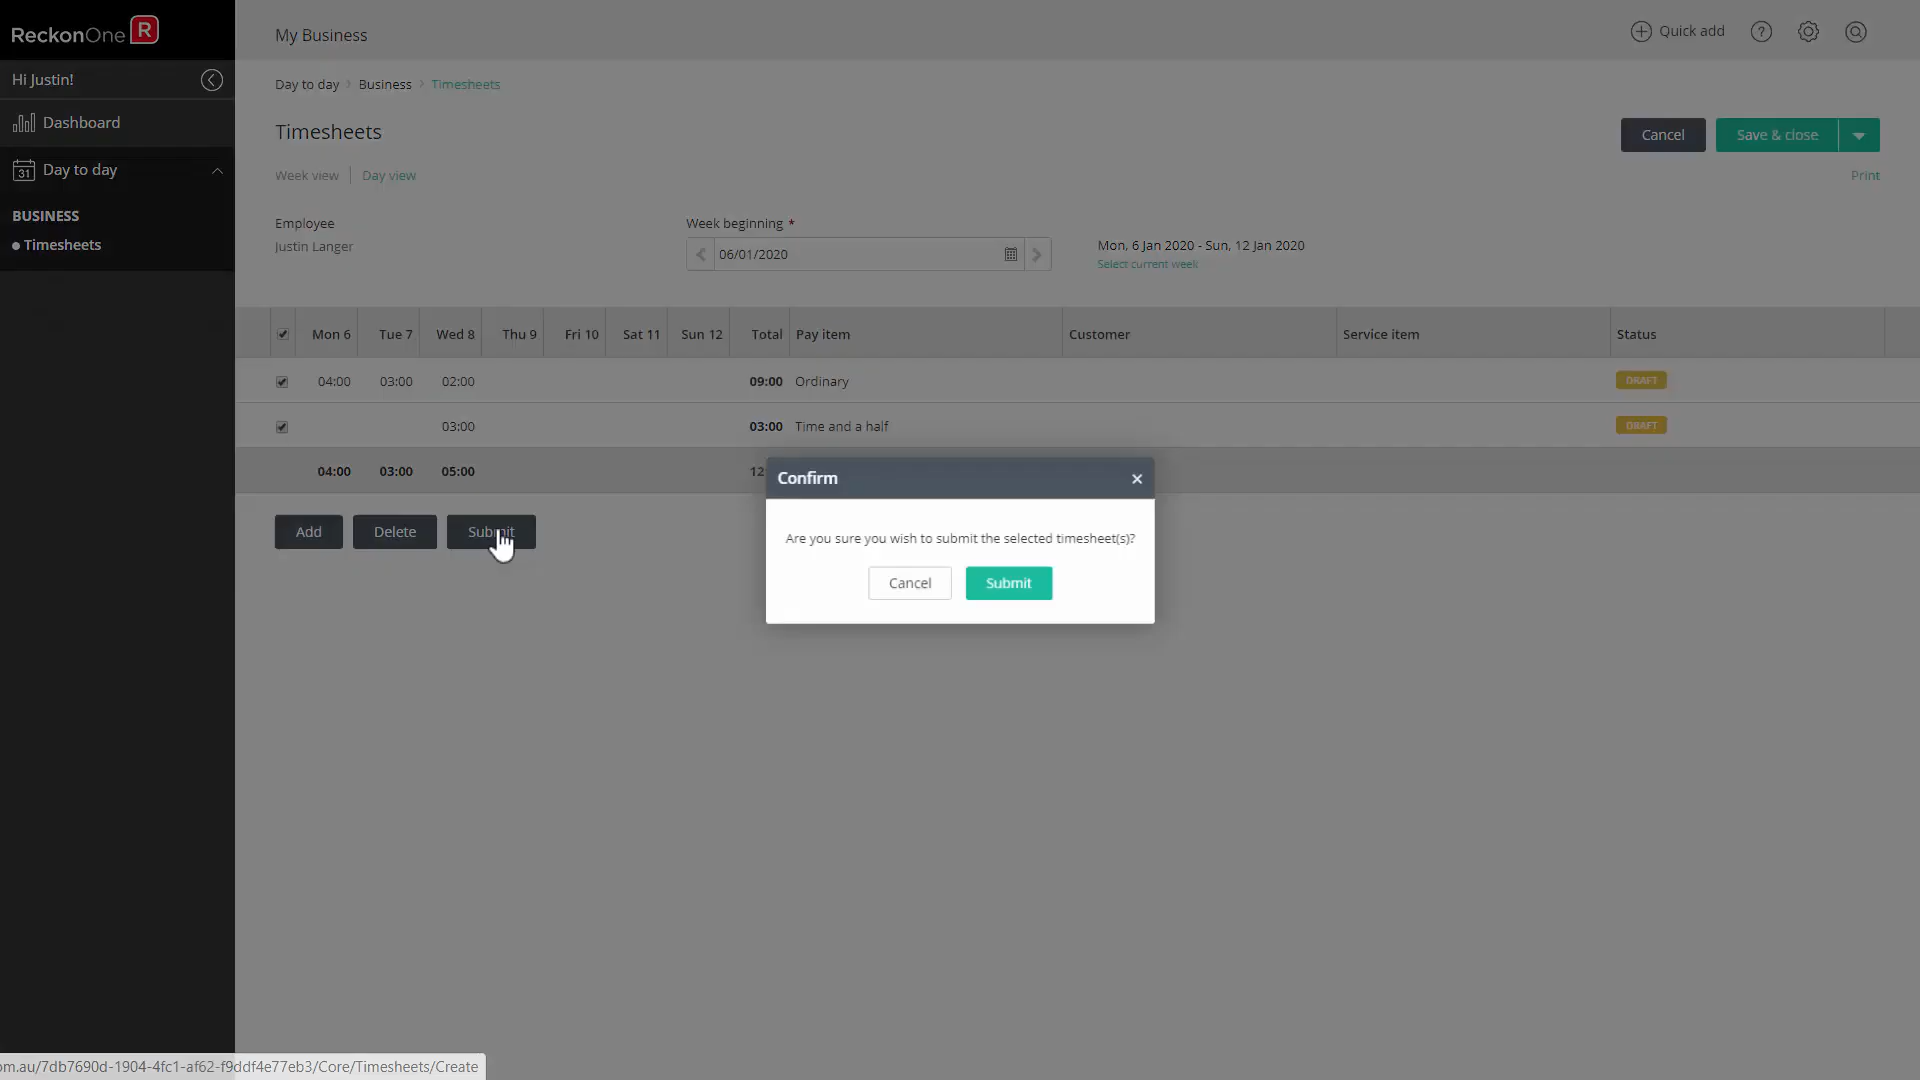 ReckonOne R
My Business
Quick add
?
Hi Justin!
Dashboard
31 Day to day
BUSINESS
Timesheets
Day to day › Business › Timesheets
Timesheets
Cancel
Save & close
Week view | Day view
Print
Employee
Justin Langer
Week beginning *
06/01/2020
Mon, 6 Jan 2020 - Sun, 12 Jan 2020
Select current week
Mon 6 Tue 7 Wed 8 Thu 9 Fri 10 Sat 11 Sun 12 Total Pay item Customer Service item Status
04:00 03:00 02:00 09:00 Ordinary DRAFT
03:00 03:00 Time and a half DRAFT
04:00 03:00 05:00 12
Add Delete Submit
Confirm ×
Are you sure you wish to submit the selected timesheet(s)?
Cancel Submit
om.au/7db7690d-1904-4fc1-af62-f9ddf4e77eb3/Core/Timesheets/Create